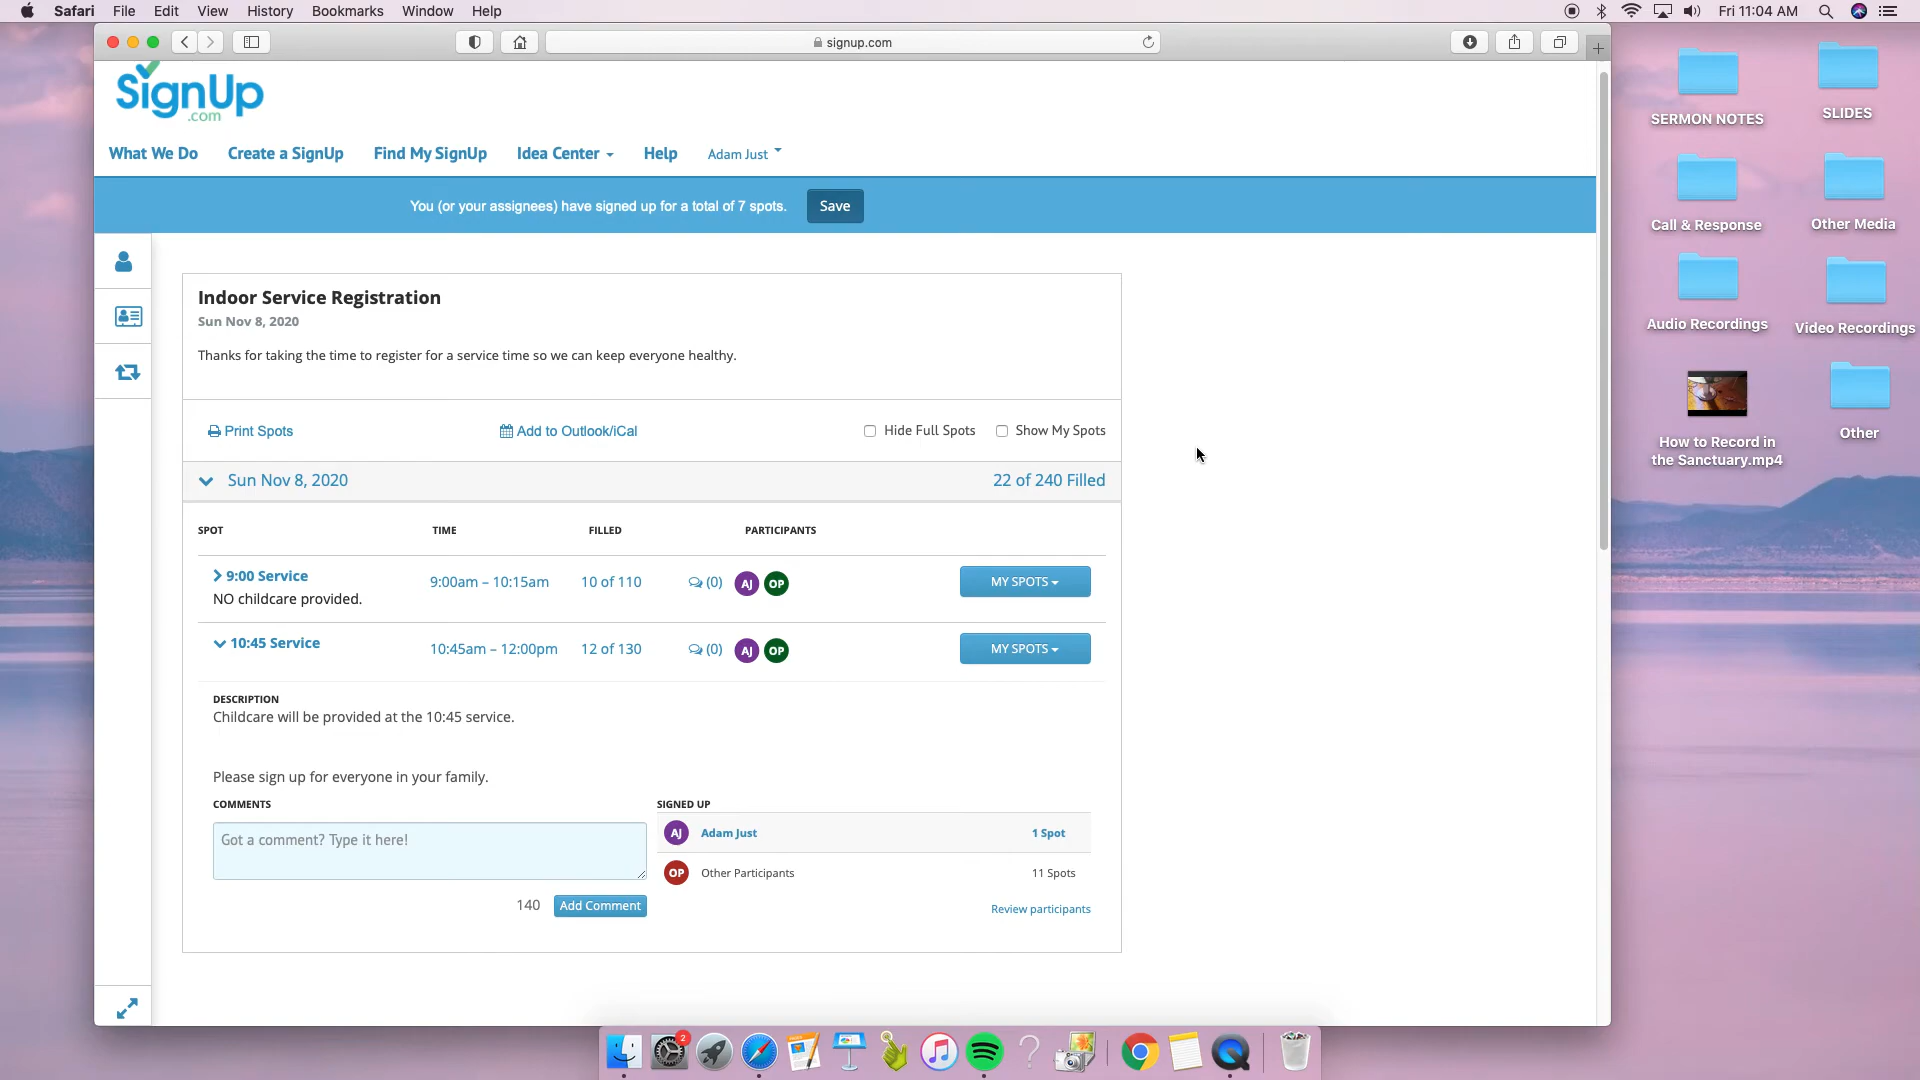 Safari File Edit View History Bookmarks Window Help Fri 11:04 AM
signup.com
SignUp
.com
What We Do Create a SignUp Find My SignUp Idea Center Help Adam Just
You (or your assignees) have signed up for a total of 7 spots. Save
Indoor Service Registration
Sun Nov 8, 2020
Thanks for taking the time to register for a service time so we can keep everyone healthy.
Print Spots Add to Outlook/iCal Hide Full Spots Show My Spots
Sun Nov 8, 2020 22 of 240 Filled
SPOT TIME FILLED PARTICIPANTS
9:00 Service 9:00am – 10:15am 10 of 110 (0) AJ OP MY SPOTS
NO childcare provided.
10:45 Service 10:45am – 12:00pm 12 of 130 (0) AJ OP MY SPOTS
DESCRIPTION
Childcare will be provided at the 10:45 service.
Please sign up for everyone in your family.
COMMENTS SIGNED UP
Got a comment? Type it here!
AJ Adam Just 1 Spot
OP Other Participants 11 Spots
140 Add Comment Review participants
SERMON NOTES SLIDES
Call & Response Other Media
Audio Recordings Video Recordings
How to Record in
the Sanctuary.mp4
Other
2